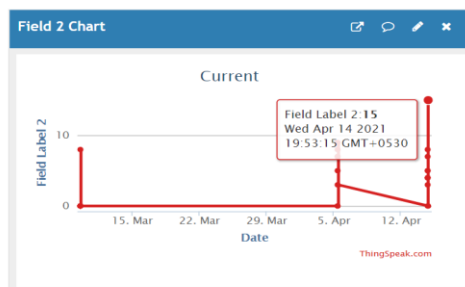 Field 2 Chart
Current
Field Label 2
10
0
Field Label 2:15
Wed Apr 14 2021
19:53:15 GMT+0530
15. Mar
22. Mar
29. Mar
5. Apr
12. Apr
Date
ThingSpeak.com